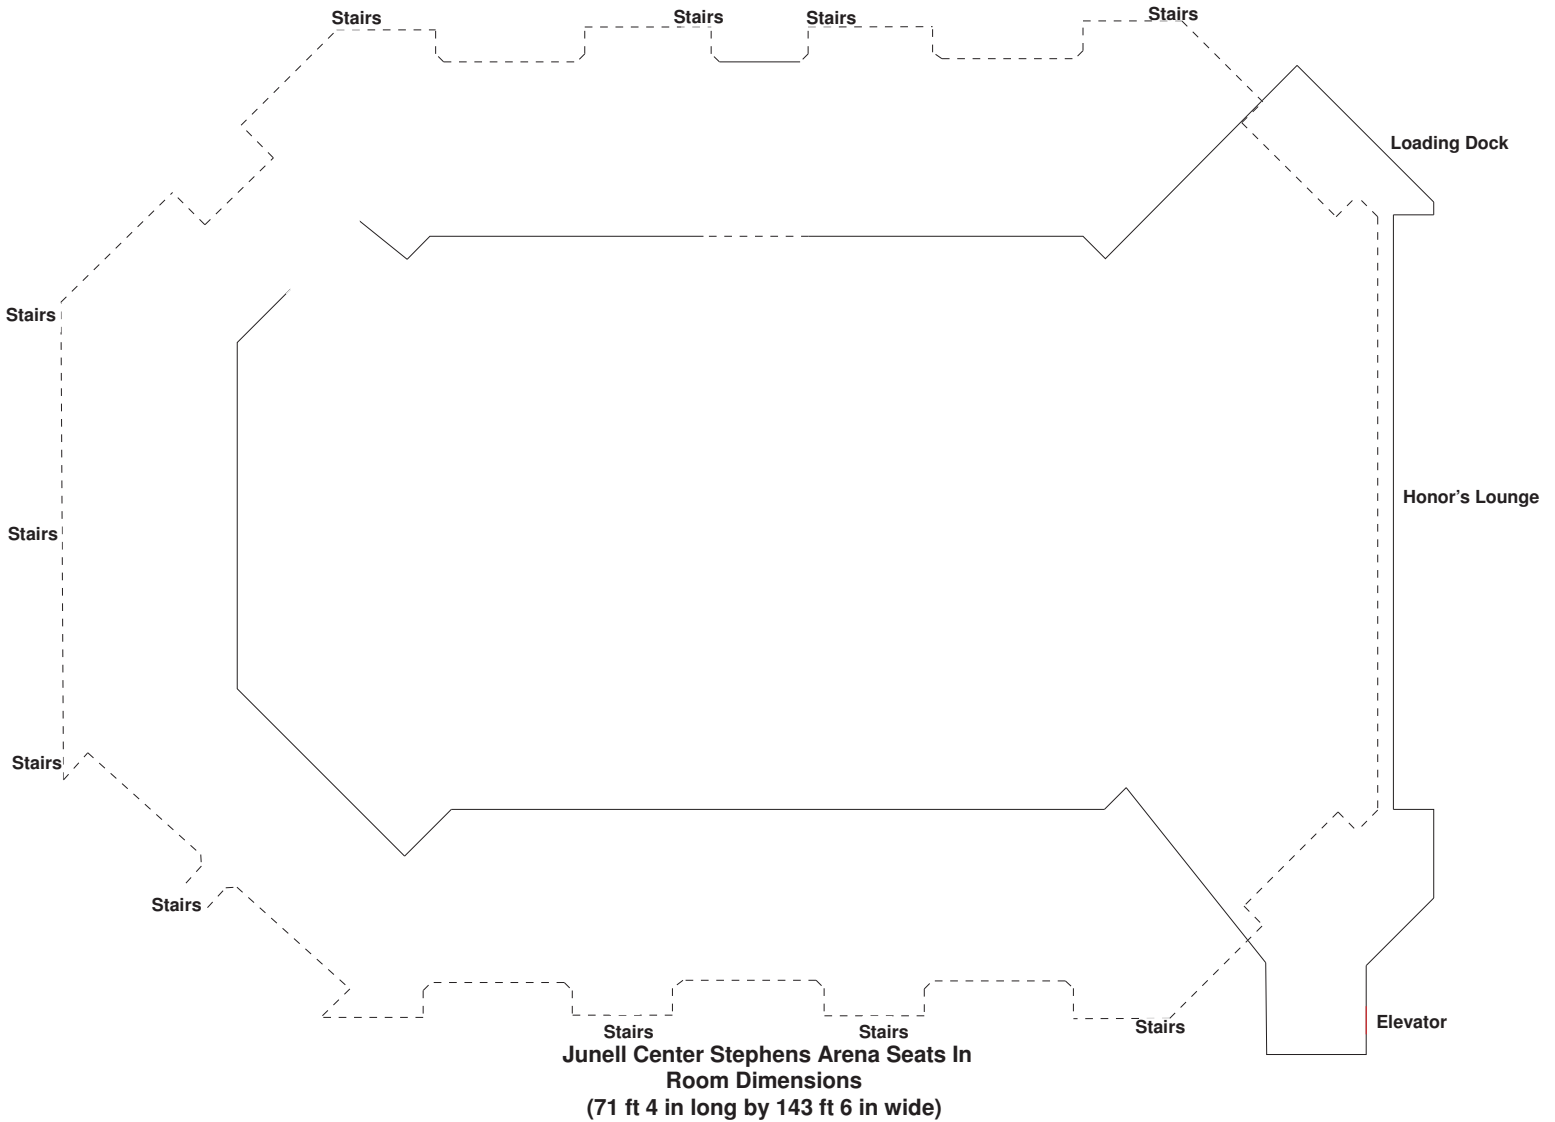 Stairs
Stairs
Stairs
Stairs
Loading Dock
Stairs
Honor's Lounge
Stairs
Stairs
Stairs
Elevator
Stairs
Stairs
Stairs
Junell Center Stephens Arena Seats In
Room Dimensions
(71 ft 4 in long by 143 ft 6 in wide)